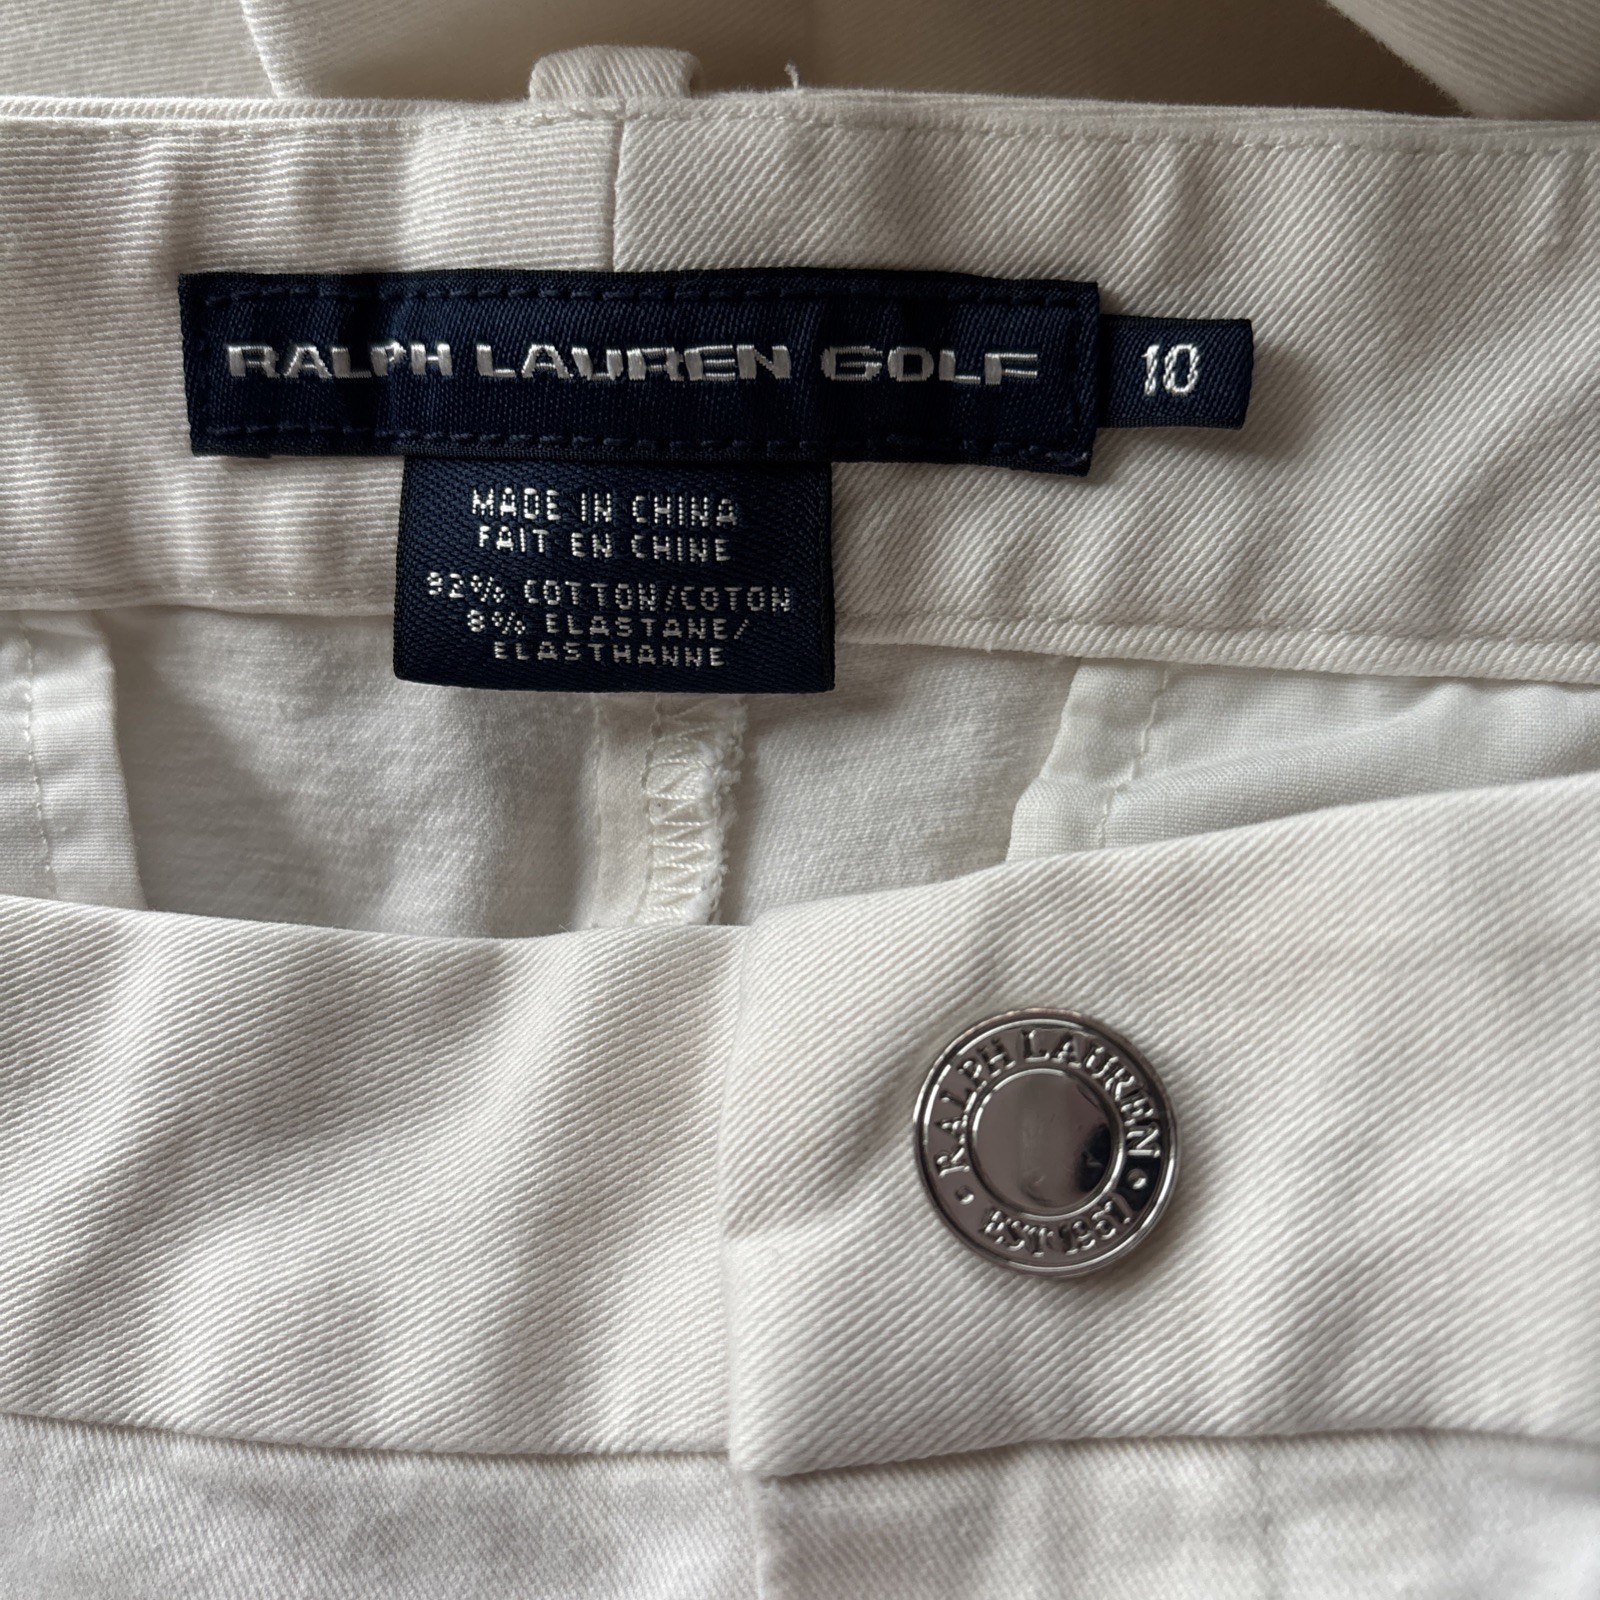 RALPH LAUREN GOLF
10
MADE IN CHINA
FAIT EN CHINE
92% COTTON/COTON
8% ELASTANE/
ELASTHANNE
RALPH LAUREN
EST 1967